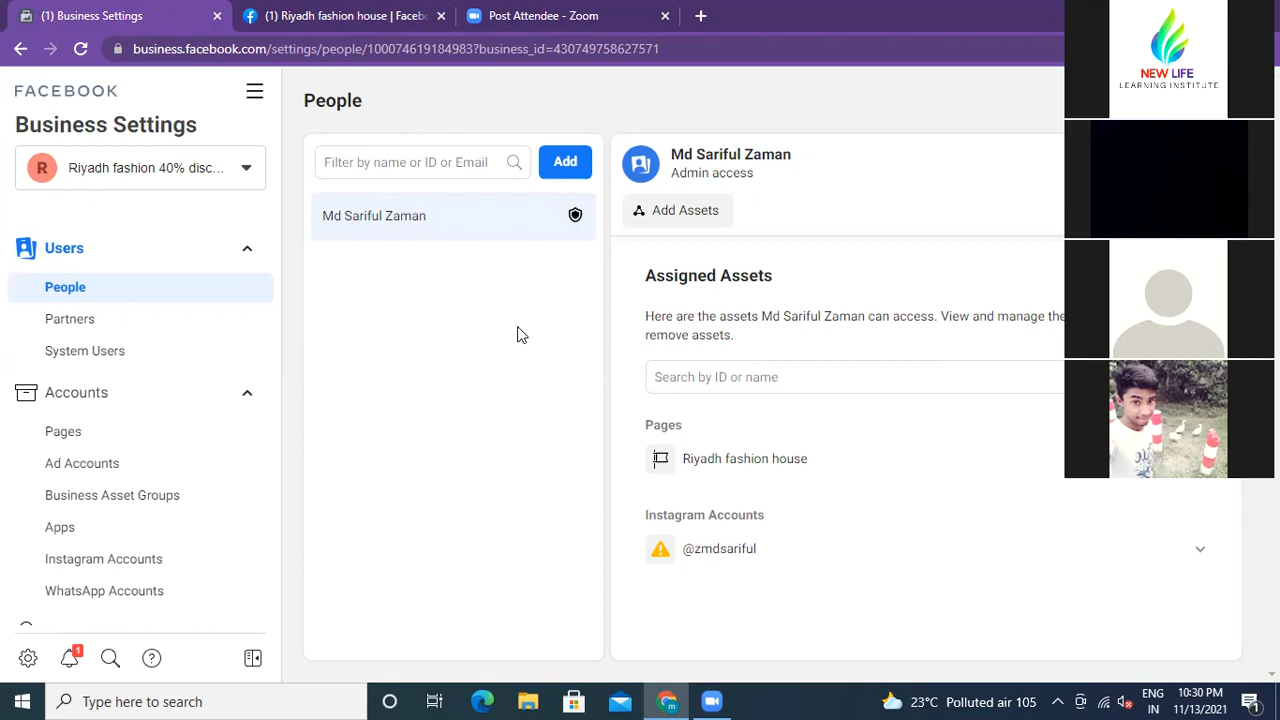 (1) Business Settings
(1) Riyadh fashion house | Faceb
Post Attendee - Zoom
business.facebook.com/settings/people/100074619184983?business_id=430749758627571
FACEBOOK
Business Settings
R
Riyadh fashion 40% disc...
Users
People
Partners
System Users
Accounts
Pages
Ad Accounts
Business Asset Groups
Apps
Instagram Accounts
WhatsApp Accounts
1
People
Filter by name or ID or Email
Add
Md Sariful Zaman
Md Sariful Zaman
Admin access
Add Assets
Assigned Assets
Here are the assets Md Sariful Zaman can access. View and manage the
remove assets.
Search by ID or name
Pages
Riyadh fashion house
Instagram Accounts
@zmdsariful
NEW LIFE
LEARNING INSTITUTE
Type here to search
23°C Polluted air 105
ENG
IN
10:30 PM
11/13/2021
1